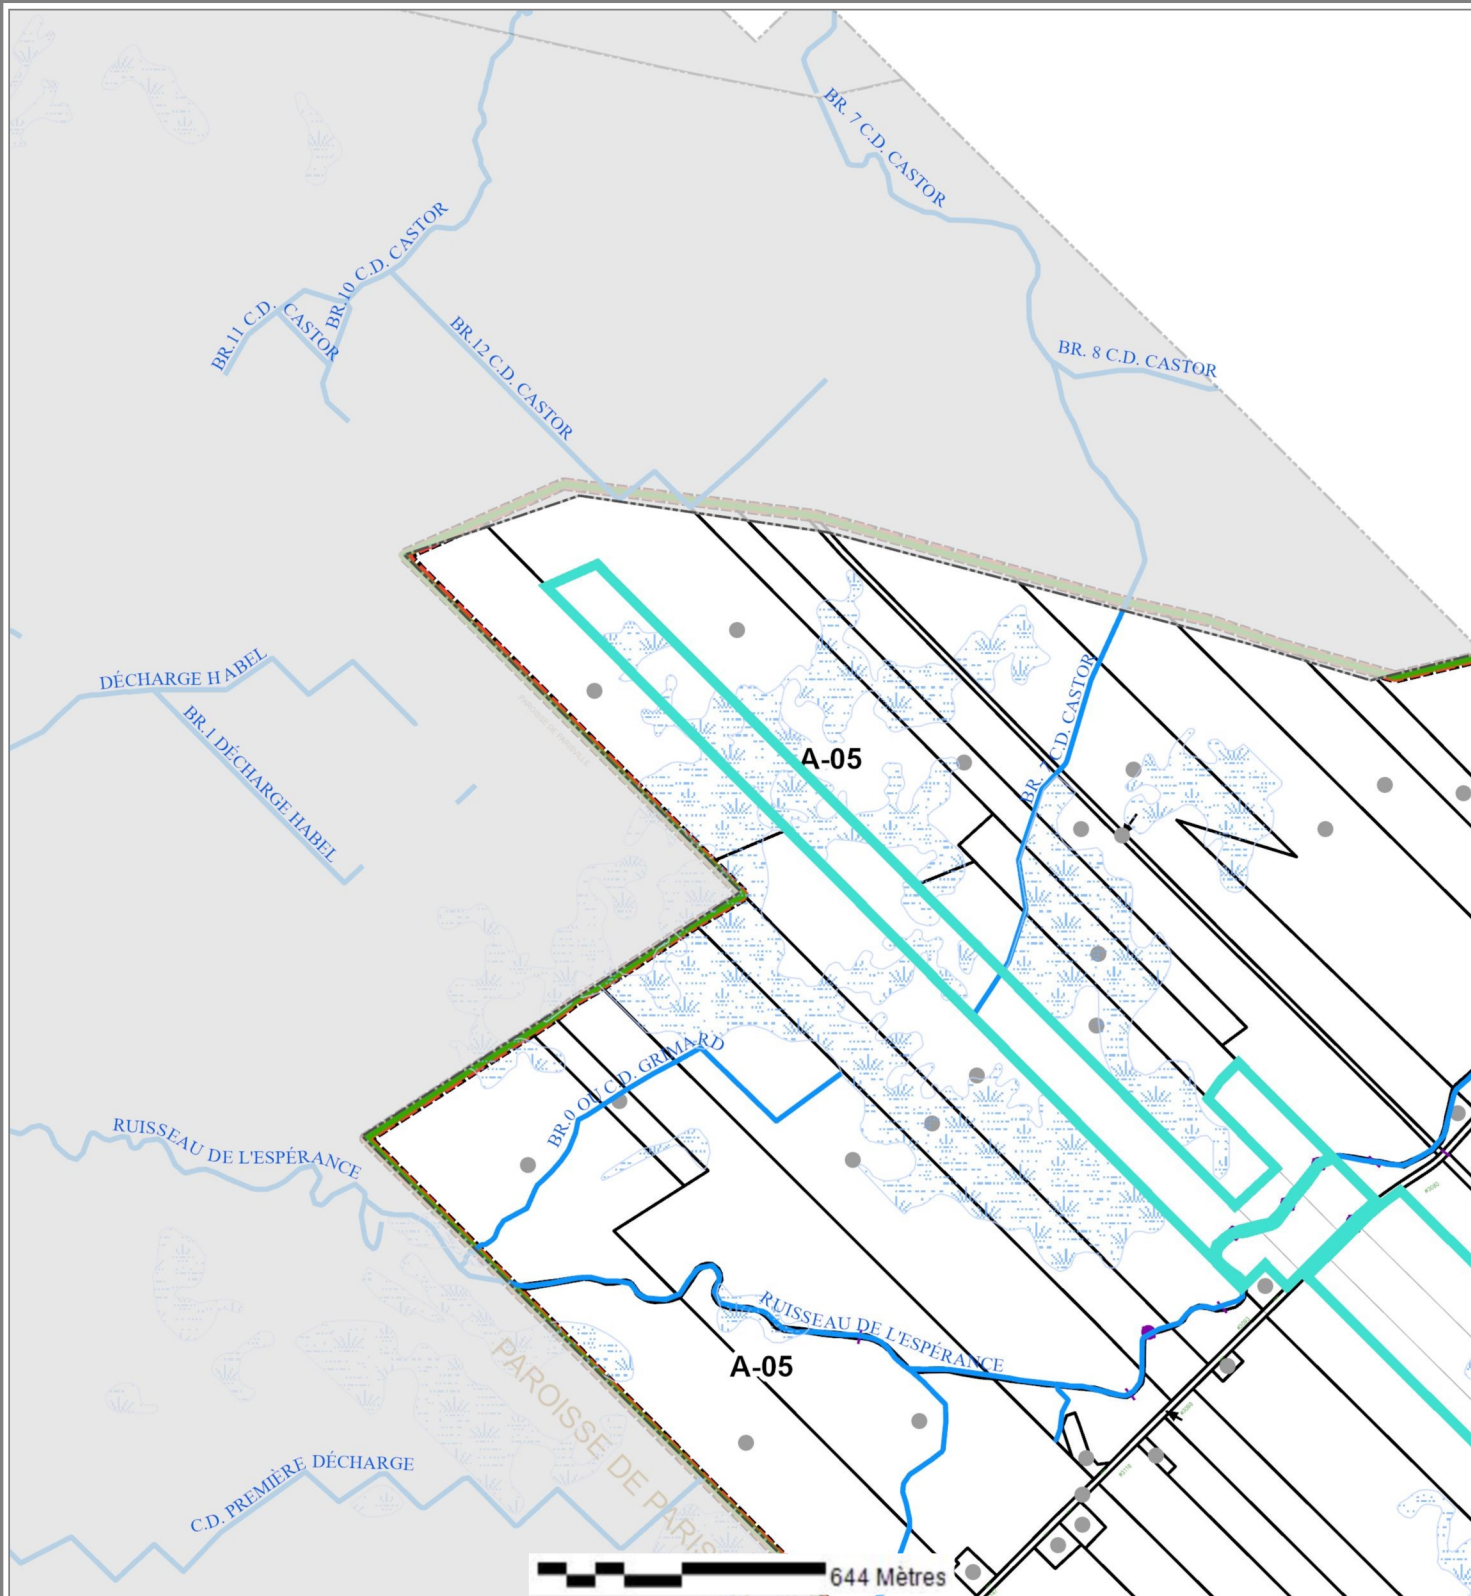 BR. 7 C.D. CASTOR
BR.10 C.D. CASTOR
BR.11 C.D. CASTOR
BR.12 C.D. CASTOR
BR. 8 C.D. CASTOR
DÉCHARGE HABEL
BR.1 DÉCHARGE HABEL
BR. 7 C.D. CASTOR
A-05
BR.0 OU C.D. GRIMARD
RUISSEAU DE L'ESPÉRANCE
RUISSEAU DE L'ESPÉRANCE
A-05
PAROISSE DE PARIS
C.D. PREMIÈRE DÉCHARGE
644 Mètres